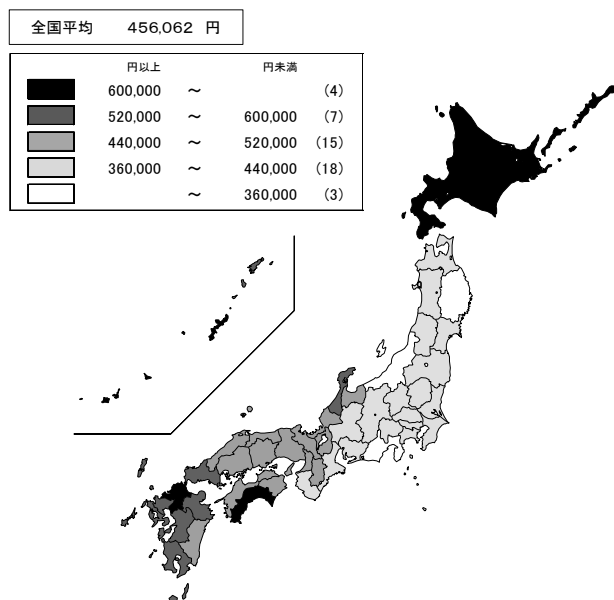 全国平均 456,062 円
円以上 円未満
600,000 ～ (4)
520,000 ～ 600,000 (7)
440,000 ～ 520,000 (15)
360,000 ～ 440,000 (18)
～ 360,000 (3)